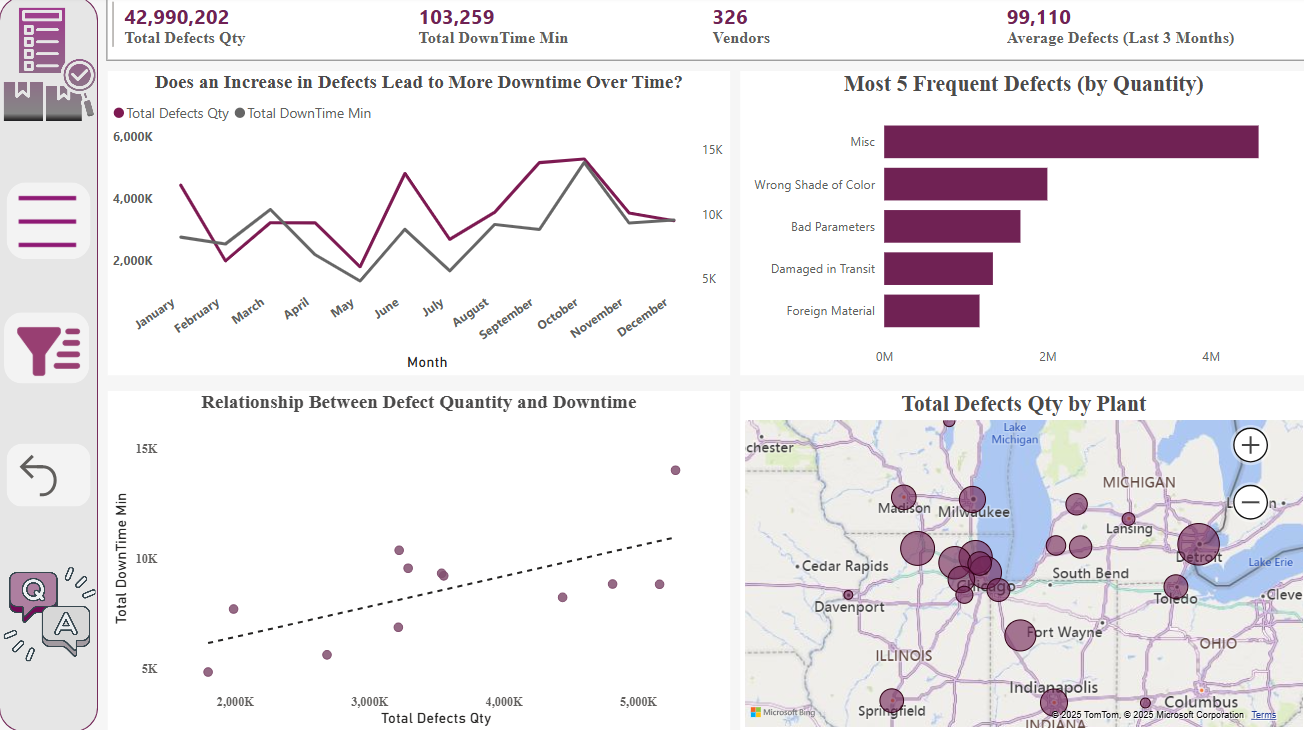 42,990,202
Total Defects Qty
103,259
Total DownTime Min
326
Vendors
99,110
Average Defects (Last 3 Months)
Does an Increase in Defects Lead to More Downtime Over Time?
Total Defects Qty
Total DownTime Min
6,000K
4,000K
2,000K
15K
10K
5K
January
February
March
April
May
June
July
August
September
October
November
December
Month
Most 5 Frequent Defects (by Quantity)
Misc
Wrong Shade of Color
Bad Parameters
Damaged in Transit
Foreign Material
0M
2M
4M
Q
A
Relationship Between Defect Quantity and Downtime
Total DownTime Min
15K
10K
5K
2,000K
3,000K
4,000K
5,000K
Total Defects Qty
Total Defects Qty by Plant
chester
Lake
Michigan
MICHIGAN
Madison
Milwaukee
Lansing
Detroit
Cedar Rapids
South Bend
Lake Erie
Davenport
Chicago
Toledo
Cleve
Fort Wayne
ILLINOIS
OHIO
Indianapolis
Springfield
Columbus
INDIANA
Microsoft Bing
© 2025 TomTom, © 2025 Microsoft Corporation
Terms